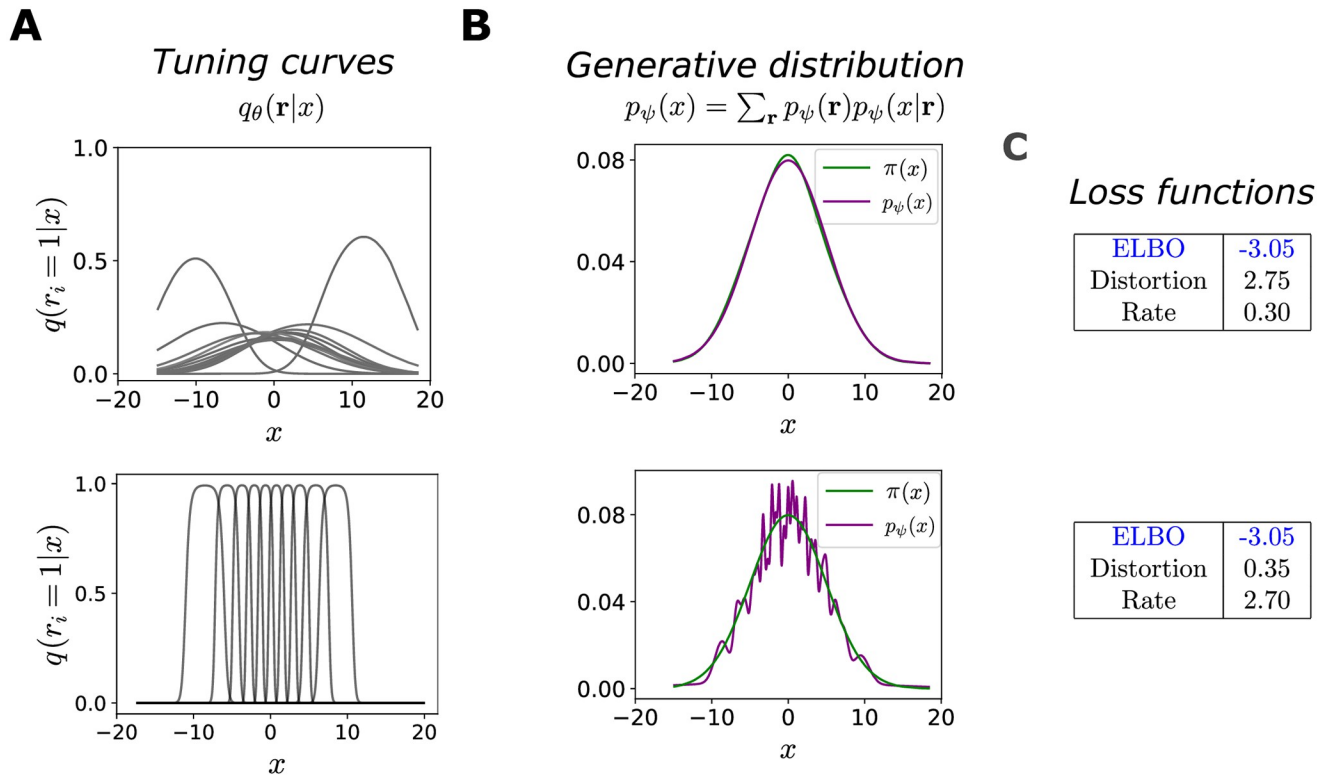 A
Tuning curves
qθ(r|x)
1.0
0.5
0.0
q(ri = 1|x)
−20 −10 0 10 20
x
1.0
0.5
0.0
q(ri = 1|x)
−20 −10 0 10 20
x
B
Generative distribution
pψ(x) = ∑r pψ(r)pψ(x|r)
0.08
0.04
0.00
π(x)
pψ(x)
−20 −10 0 10 20
x
0.08
0.04
0.00
π(x)
pψ(x)
−20 −10 0 10 20
x
C
Loss functions
ELBO -3.05
Distortion 2.75
Rate 0.30
ELBO -3.05
Distortion 0.35
Rate 2.70